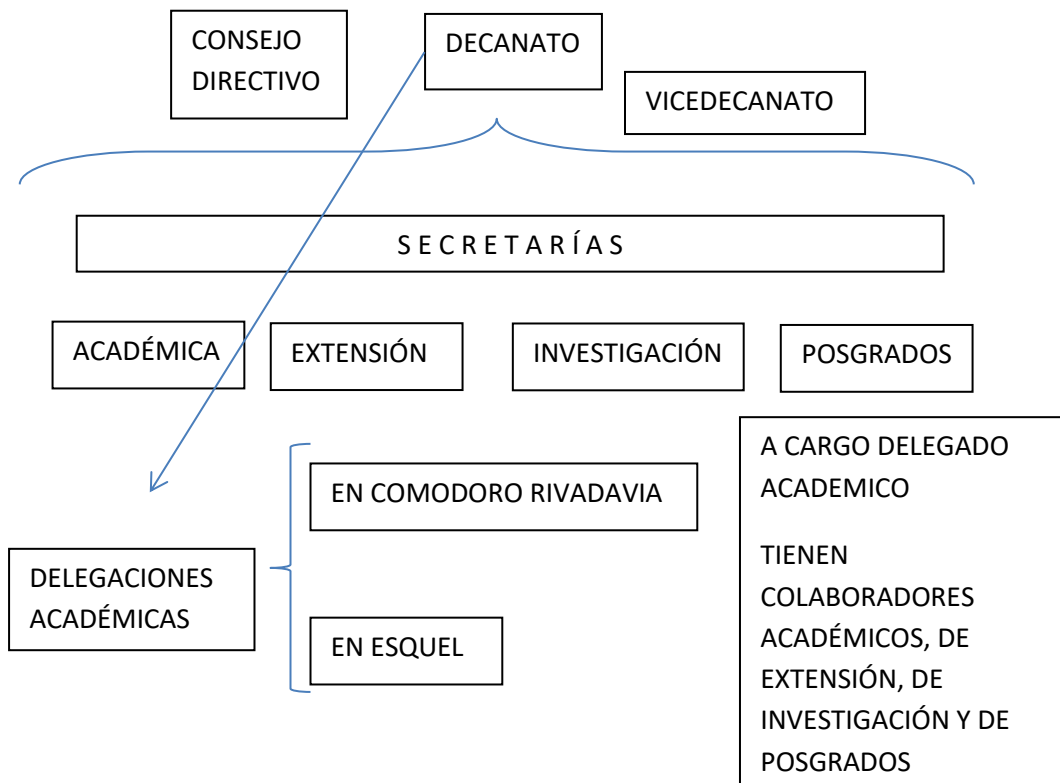 CONSEJO
DIRECTIVO
DECANATO
VICEDECANATO
S E C R E T A R Í A S
ACADÉMICA
EXTENSIÓN
INVESTIGACIÓN
POSGRADOS
DELEGACIONES
ACADÉMICAS
EN COMODORO RIVADAVIA
EN ESQUEL
A CARGO DELEGADO
ACADEMICO
TIENEN
COLABORADORES
ACADÉMICOS, DE
EXTENSIÓN, DE
INVESTIGACIÓN Y DE
POSGRADOS